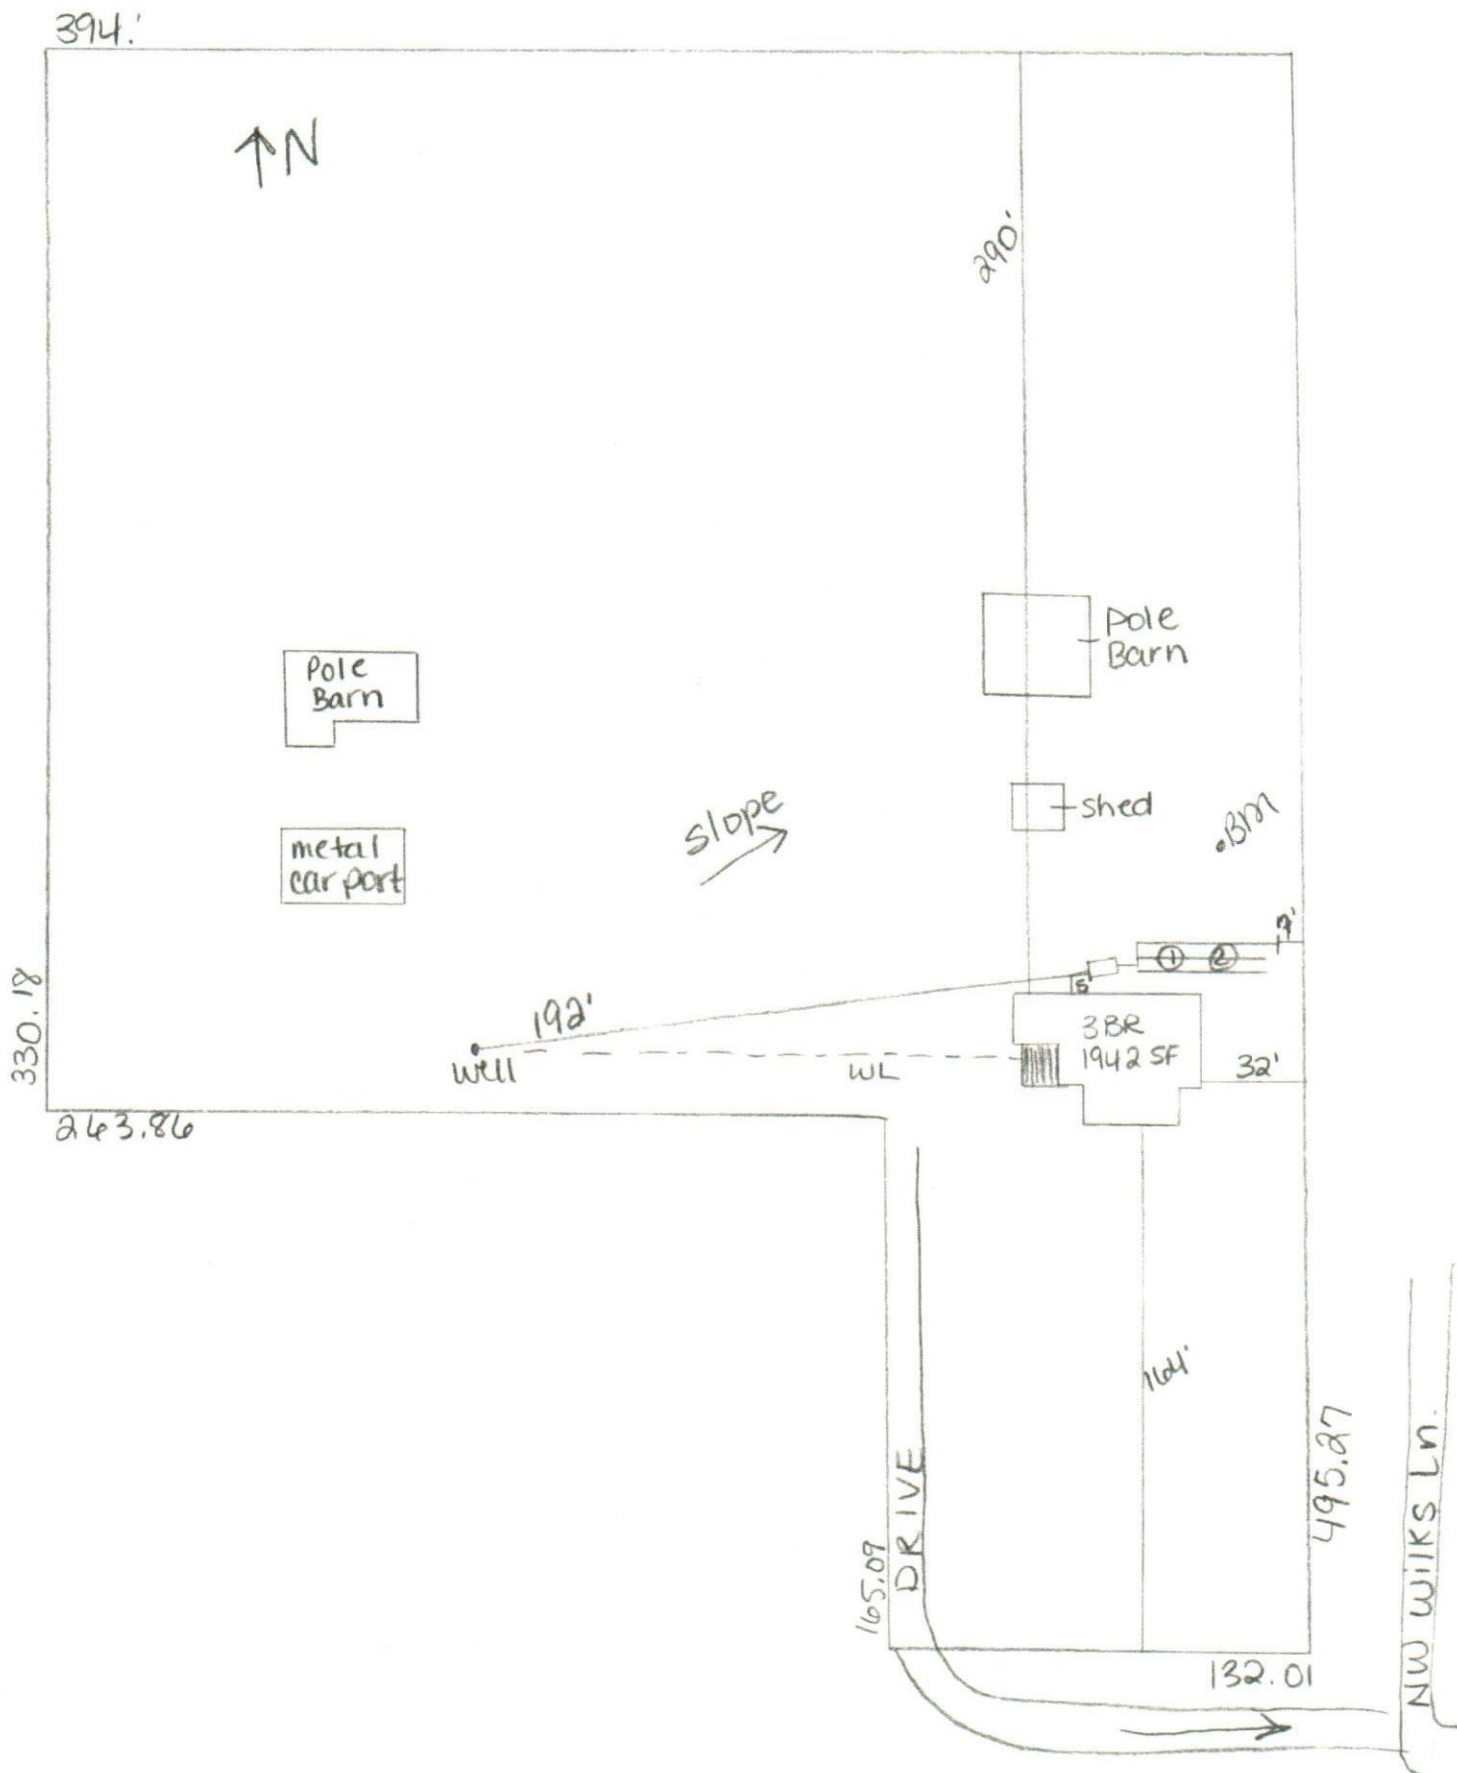 394.'
↑N
290'
Pole
Barn
Pole
Barn
shed
slope
BM
metal
car port
7'
1 2
5'
330.18
192'
well
WL
3BR
1942 SF
32'
263.86
164'
495.27
165.09
DRIVE
NW Wilks Ln.
132.01